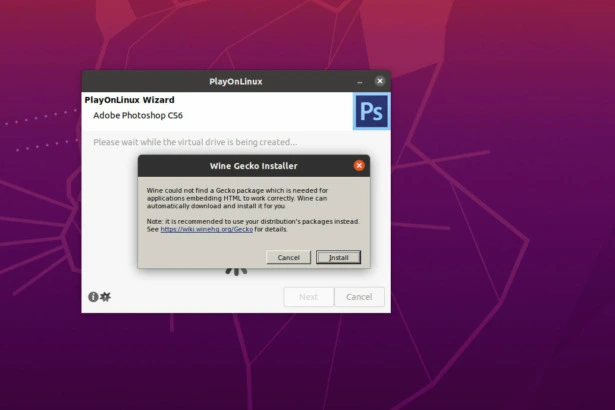 PlayOnLinux
PlayOnLinux Wizard
Adobe Photoshop CS6
Ps
Please wait while the virtual drive is being created...
Wine Gecko Installer
Wine could not find a Gecko package which is needed for
applications embedding HTML to work correctly. Wine can
automatically download and install it for you.
Note: it is recommended to use your distribution's packages instead.
See https://wiki.winehq.org/Gecko for details.
Cancel Install
Next Cancel